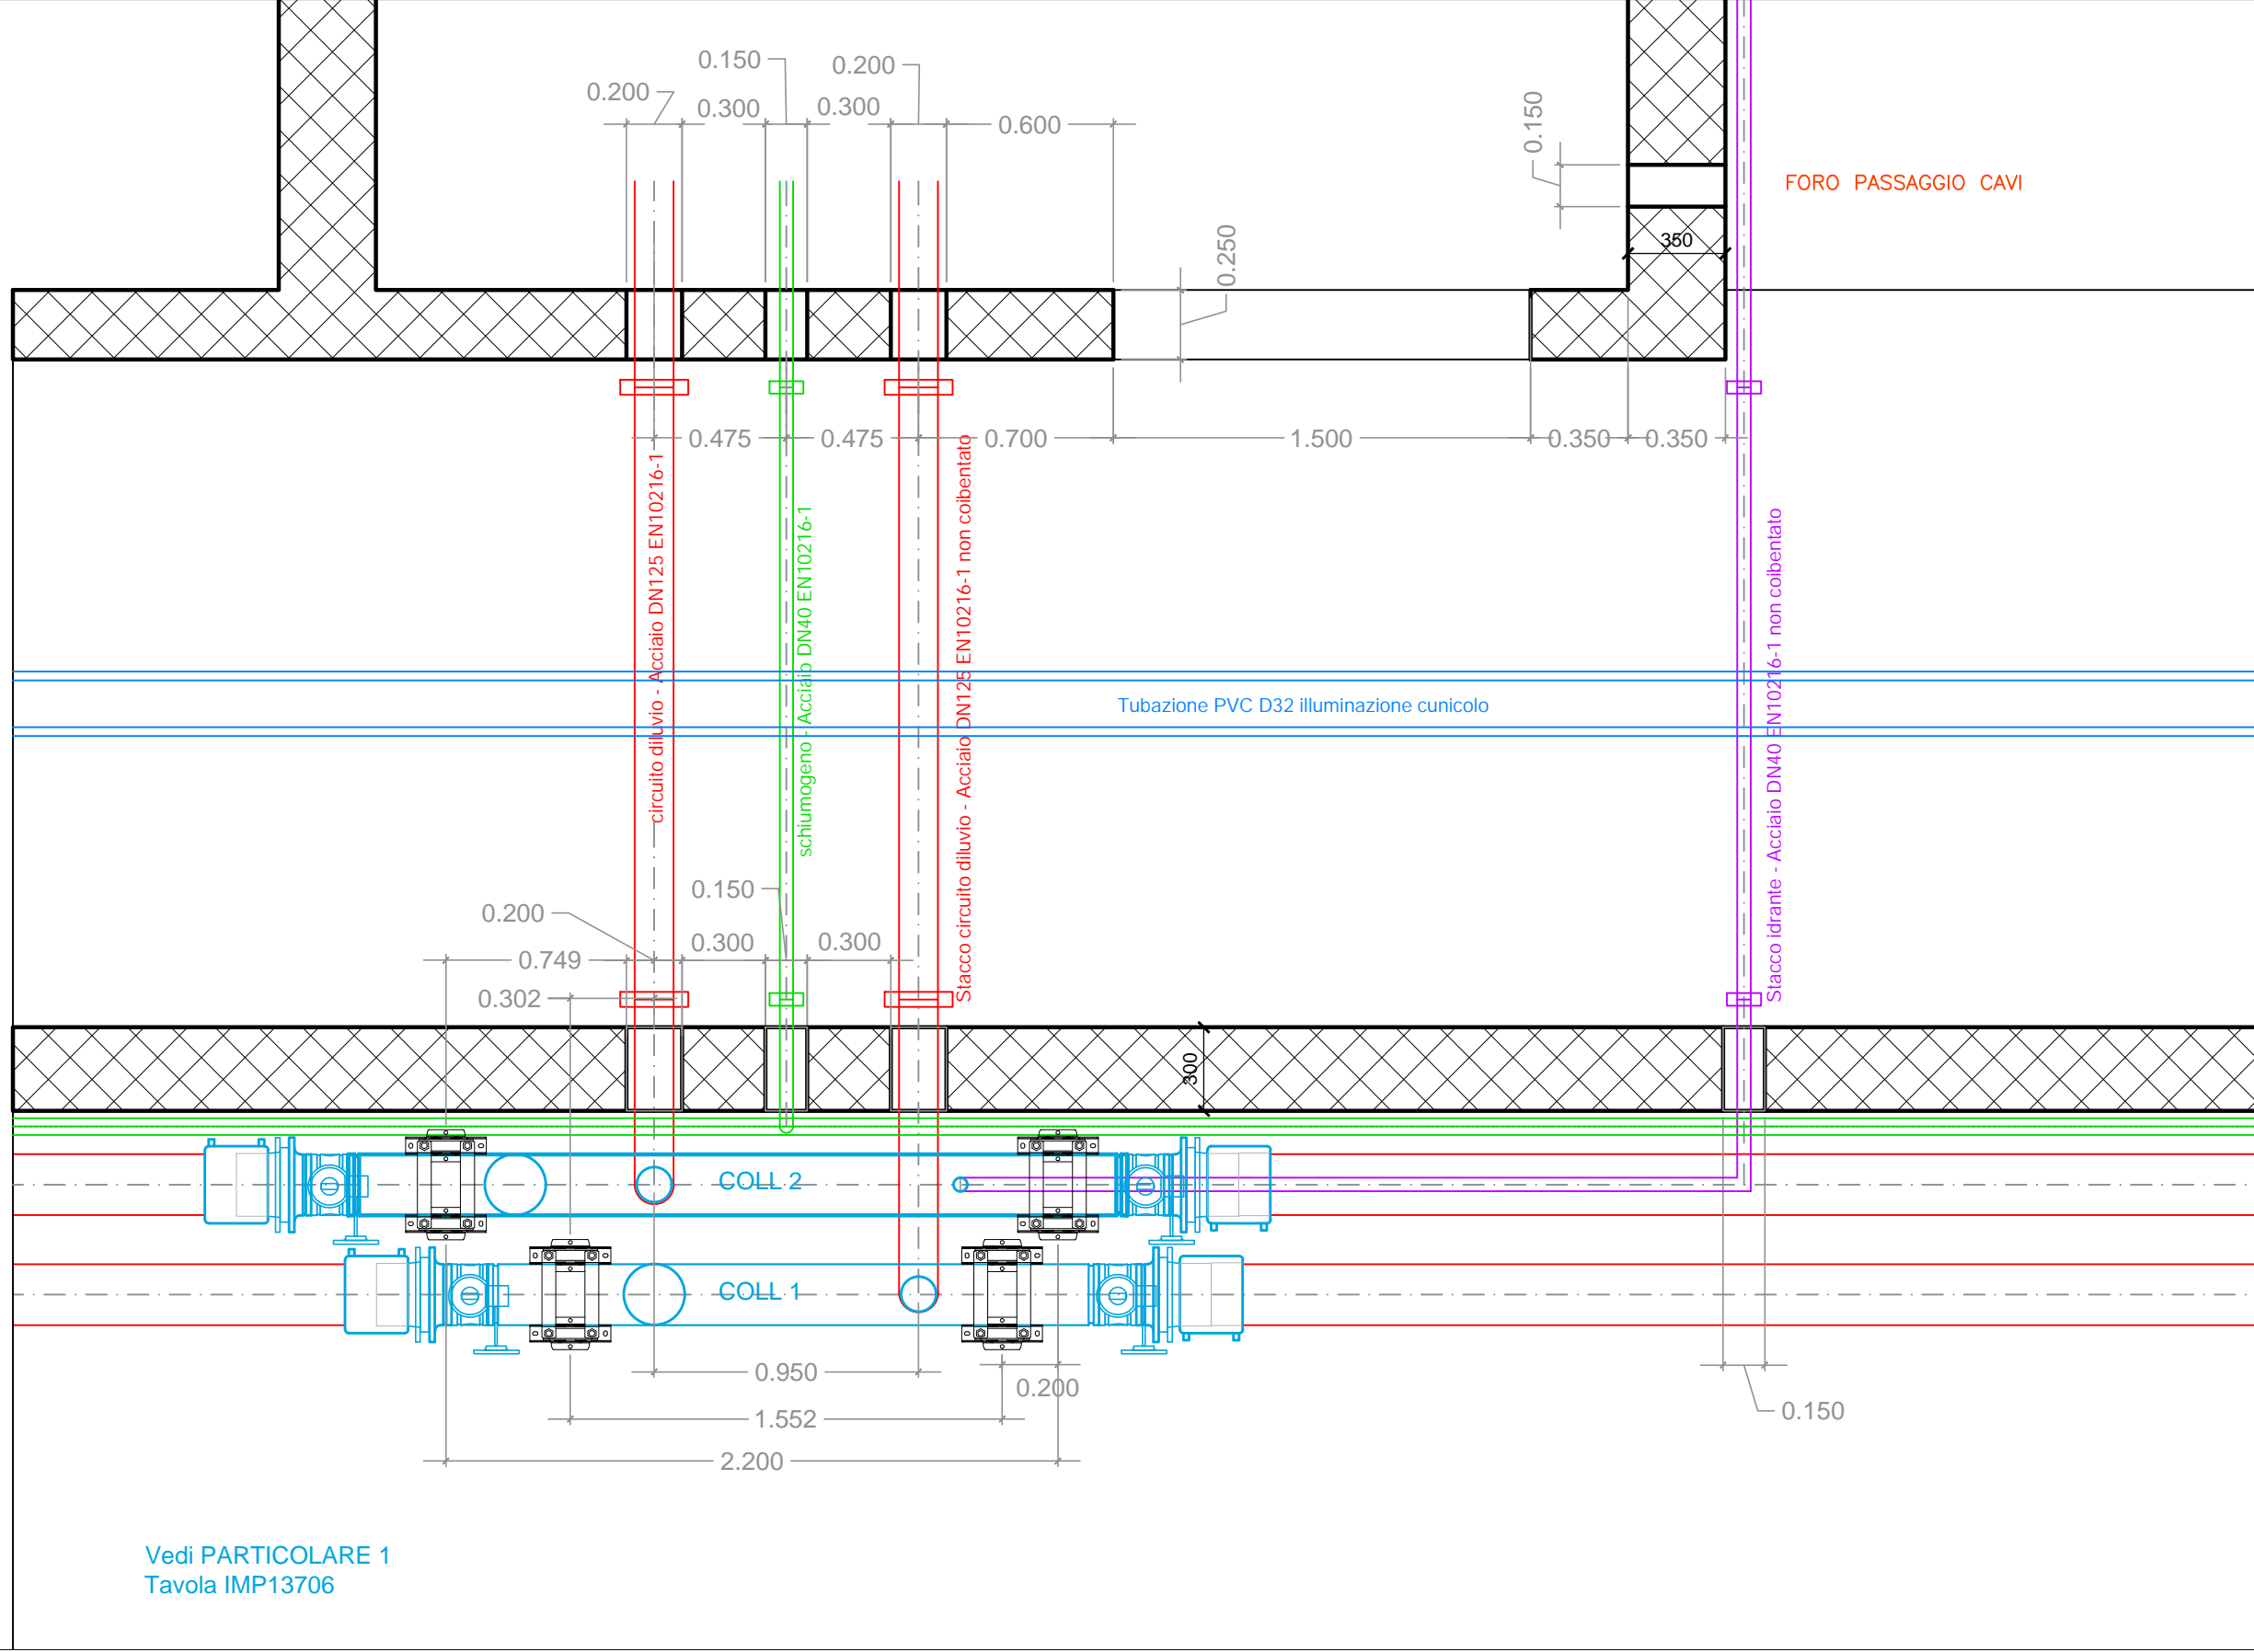 0.150
0.200
0.200
0.300
0.300
0.600
0.150
FORO PASSAGGIO CAVI
350
0.250
0.475
0.475
0.700
1.500
0.350
0.350
circuito diluvio - Acciaio DN125 EN10216-1
schiumogeno - Acciaio DN40 EN10216-1
Stacco circuito diluvio - Acciaio DN125 EN10216-1 non coibentato
Stacco idrante - Acciaio DN40 EN10216-1 non coibentato
Tubazione PVC D32 illuminazione cunicolo
0.150
0.200
0.300
0.300
0.749
0.302
300
COLL 2
COLL 1
0.950
0.200
1.552
0.150
2.200
Vedi PARTICOLARE 1
Tavola IMP13706